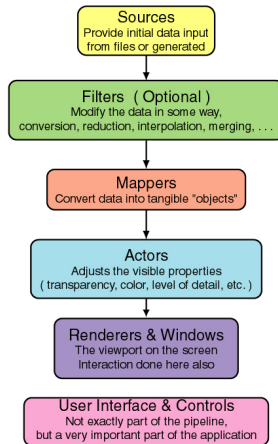 Sources
Provide initial data input
from files or generated
Filters ( Optional )
Modify the data in some way,
conversion, reduction, interpolation, merging, . . .
Mappers
Convert data into tangible "objects"
Actors
Adjusts the visible properties
( transparency, color, level of detail, etc. )
Renderers & Windows
The viewport on the screen
Interaction done here also
User Interface & Controls
Not exactly part of the pipeline,
but a very important part of the application